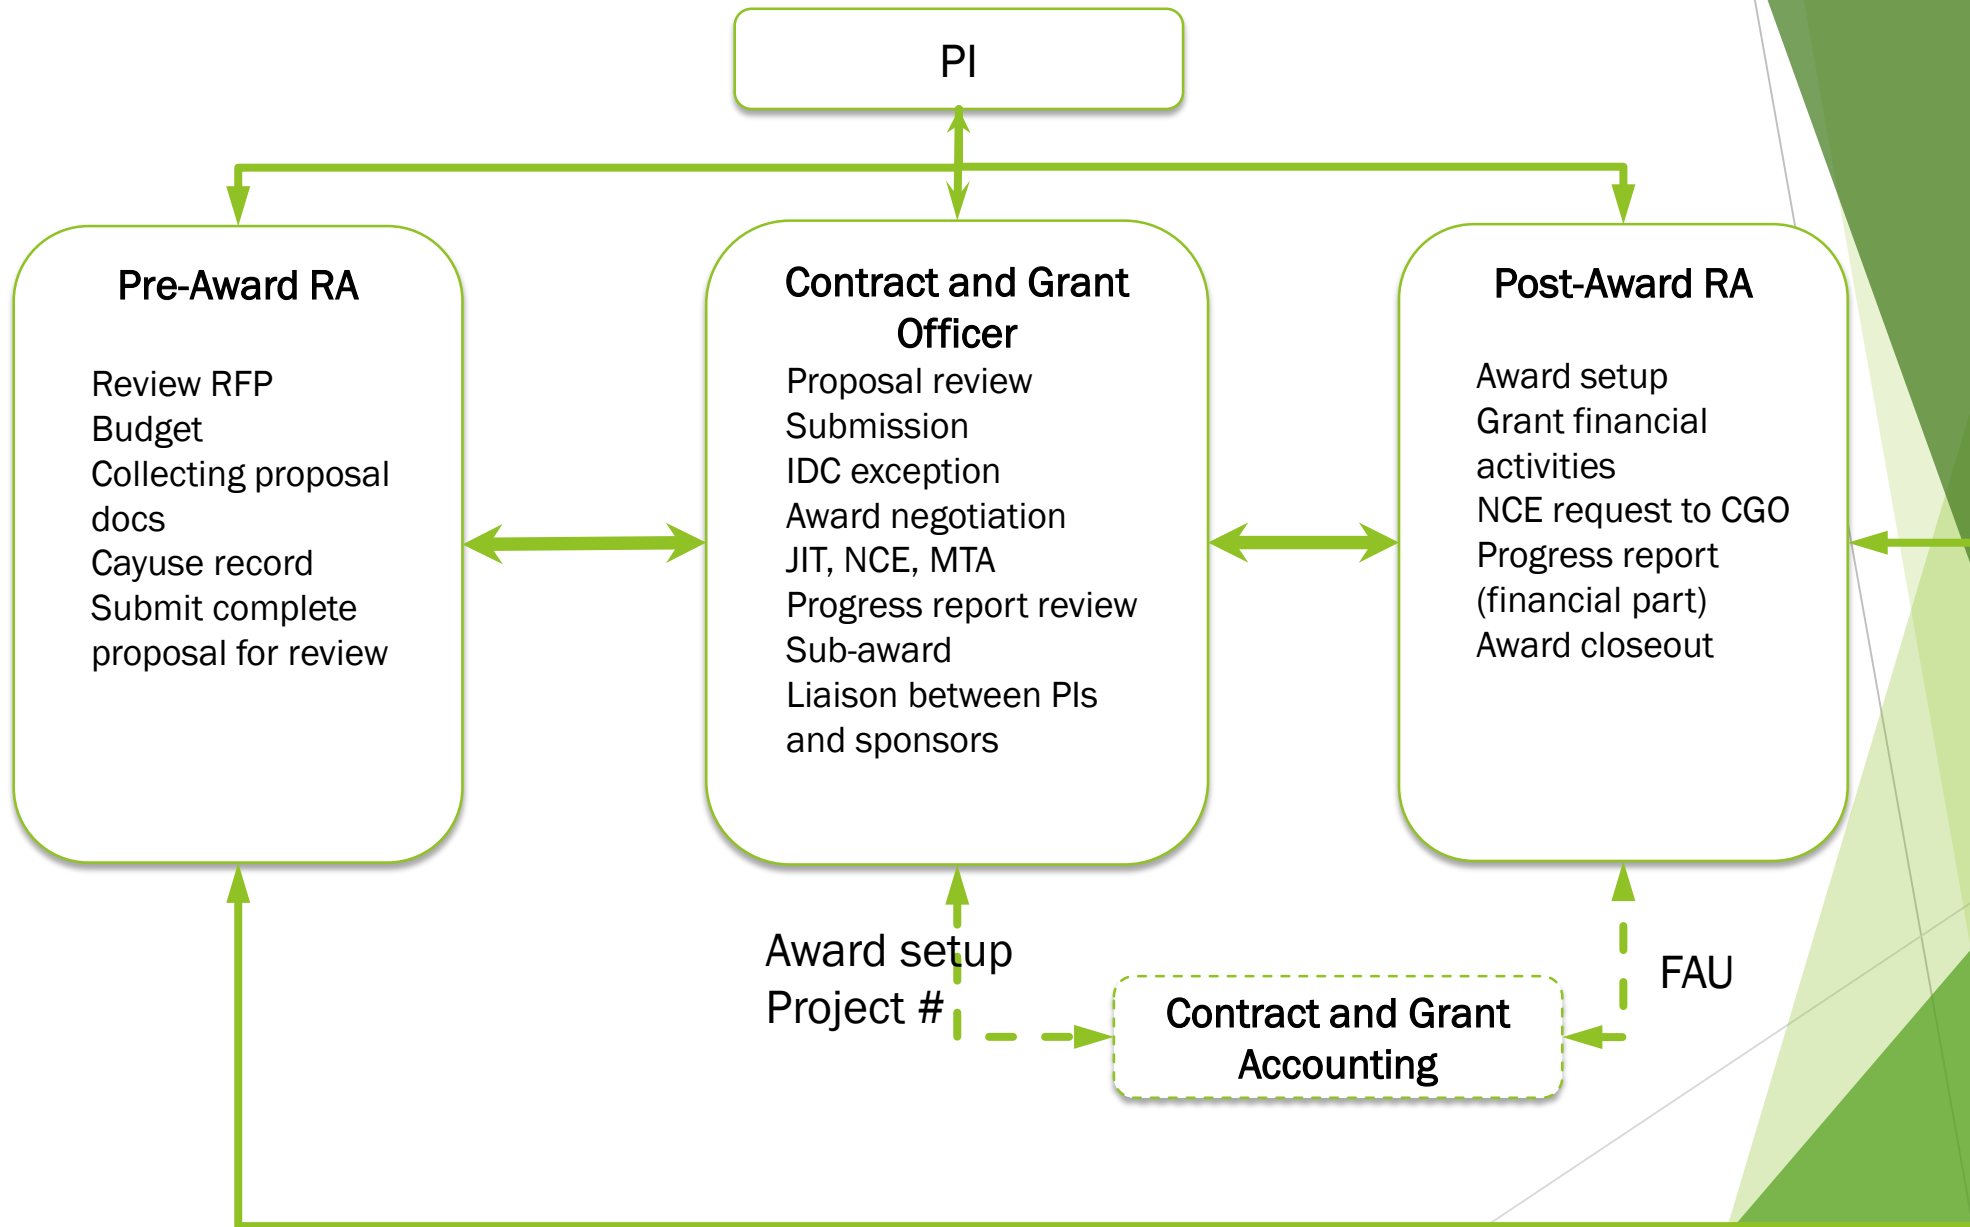 PI
Pre-Award RA
Review RFP
Budget
Collecting proposal
docs
Cayuse record
Submit complete
proposal for review
Contract and Grant
Officer
Proposal review
Submission
IDC exception
Award negotiation
JIT, NCE, MTA
Progress report review
Sub-award
Liaison between PIs
and sponsors
Post-Award RA
Award setup
Grant financial
activities
NCE request to CGO
Progress report
(financial part)
Award closeout
Award setup
Project #
Contract and Grant
Accounting
FAU